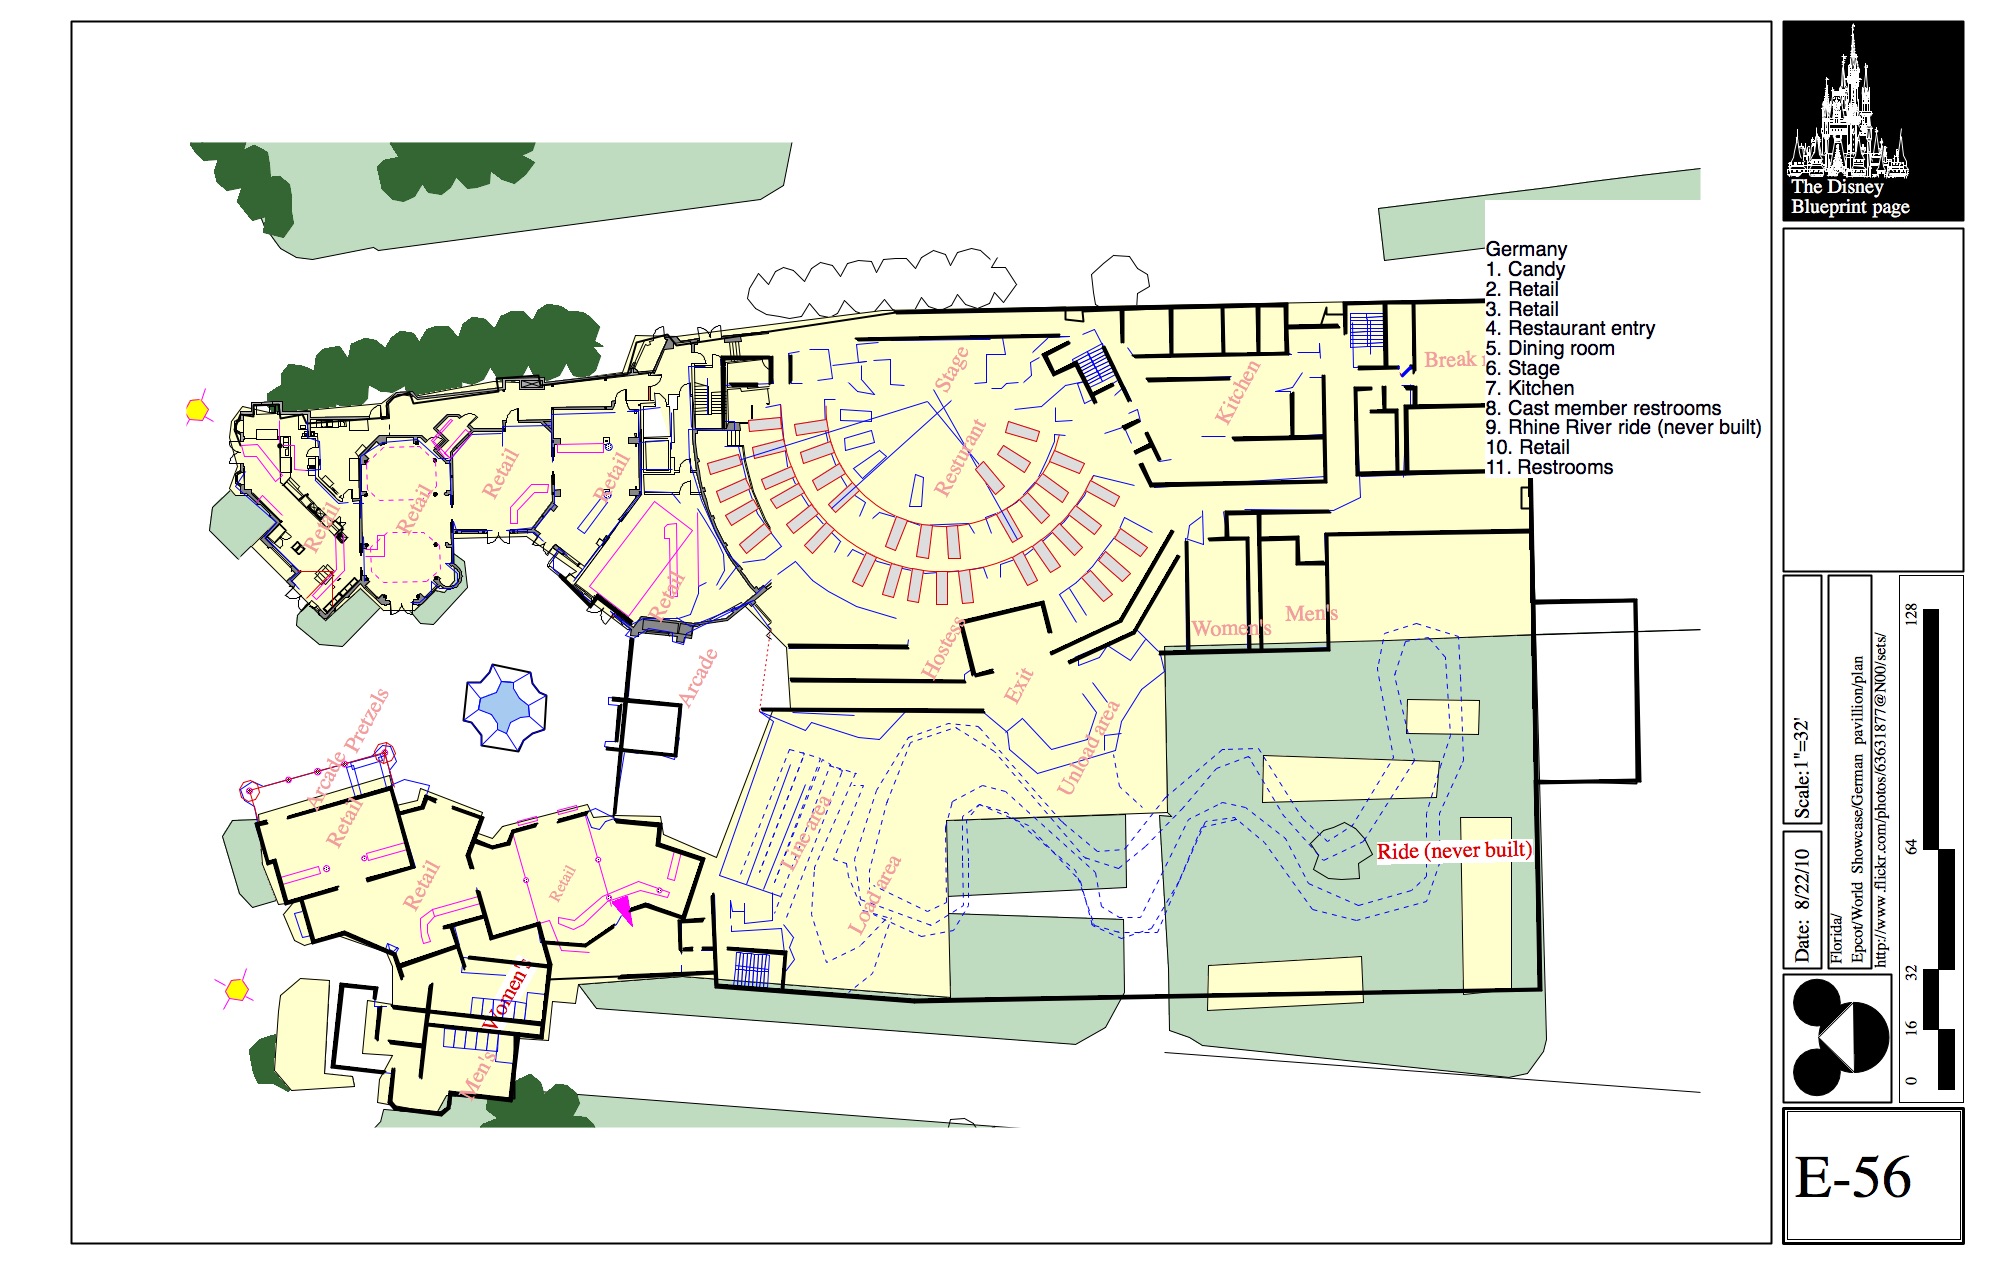 The Disney
Blueprint page
Germany
1. Candy
2. Retail
3. Retail
4. Restaurant entry
5. Dining room
6. Stage
7. Kitchen
8. Cast member restrooms
9. Rhine River ride (never built)
10. Retail
11. Restrooms
Stage
Kitchen
Break
Resturant
Retail
Retail
Retail
Retail
Retail
Women's
Men's
Hostess
Exit
Arcade
Unload area
Arcade
Pretzels
Retail
Retail
Retail
Line area
Load area
Ride (never built)
Women's
Men's
Scale:1"=32'
Date: 8/22/10
Florida/
Epcot/World Showcase/German pavillion/plan
http://www .flickr.com/photos/63631877@N00/sets/
128
64
32
16
0
E-56